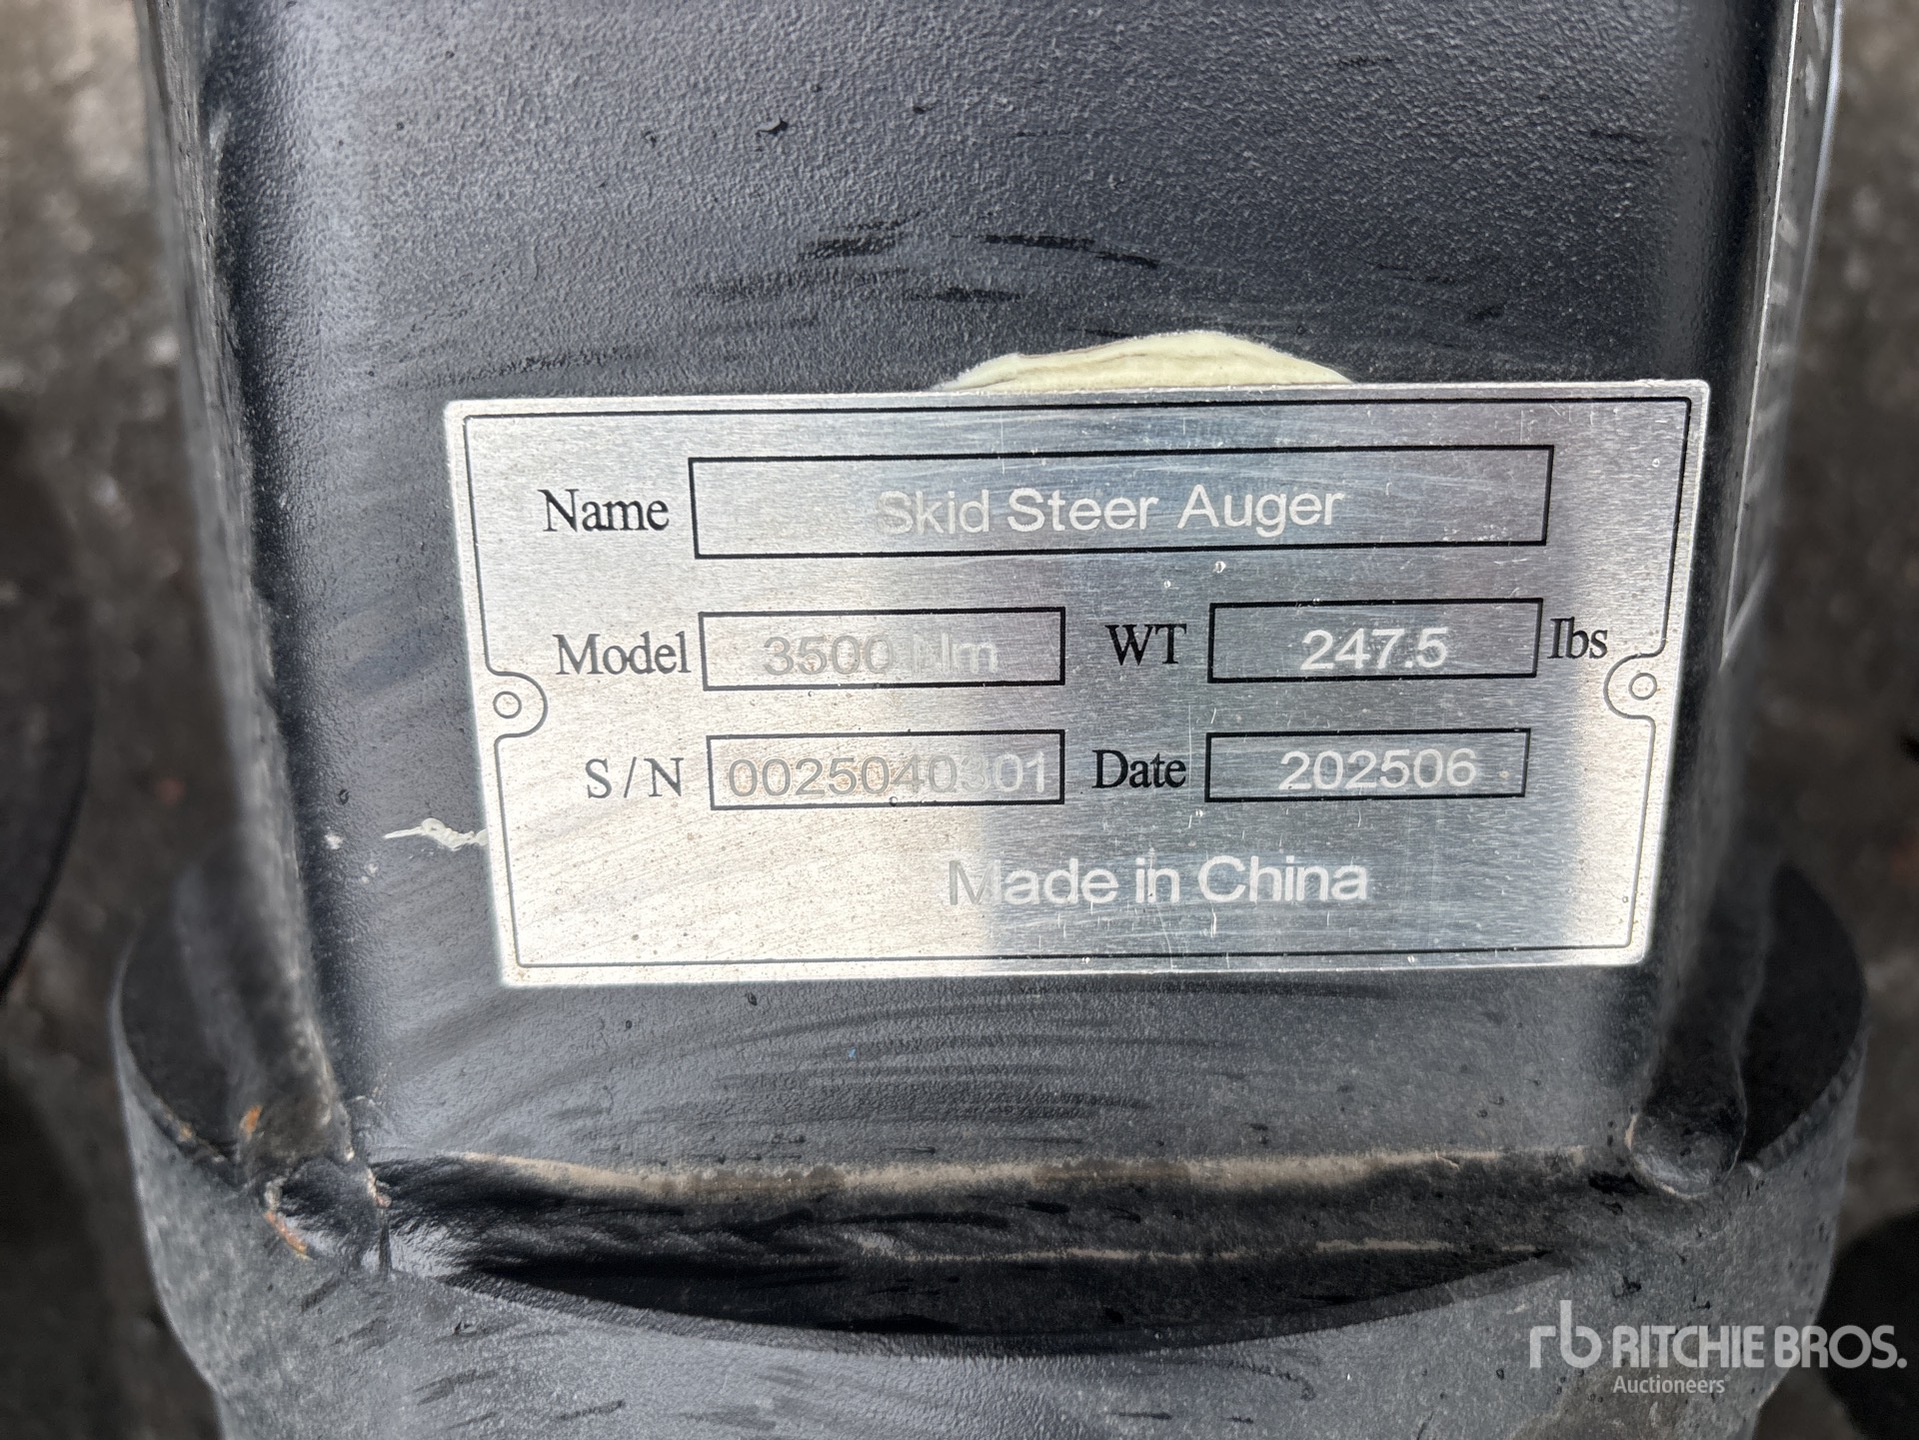 Name Skid Steer Auger
Model 3500 Nm WT 247.5 Ibs
S/N 0025040301 Date 202506
Made in China
rb RITCHIE BROS.
Auctioneers